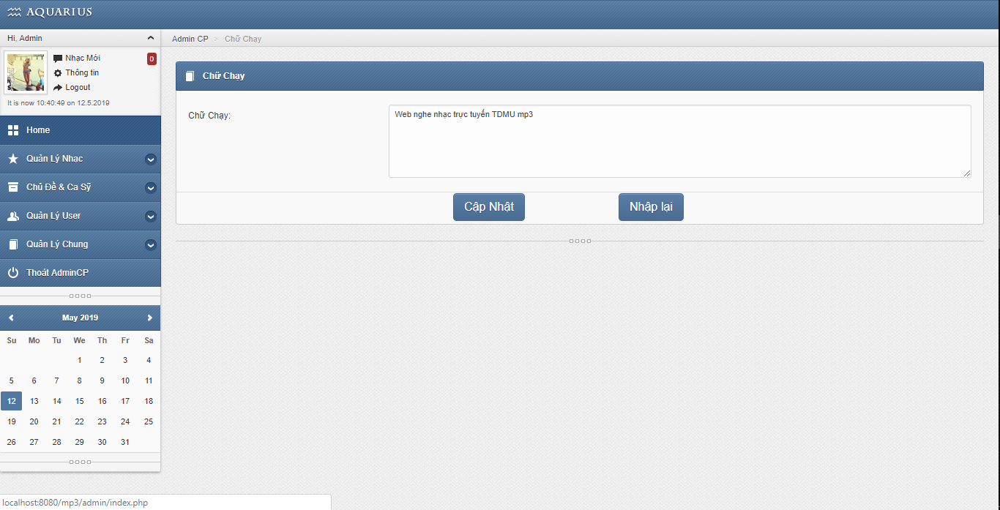 AQUARIUS
Hi, Admin
Admin CP > Chữ Chạy
Nhạc Mới
0
Thông tin
Logout
It is now 10:40:49 on 12.5.2019
Home
Quản Lý Nhạc
Chủ Đề & Ca Sỹ
Quản Lý User
Quản Lý Chung
Thoát AdminCP
May 2019
Su Mo Tu We Th Fr Sa
1 2 3 4
5 6 7 8 9 10 11
12 13 14 15 16 17 18
19 20 21 22 23 24 25
26 27 28 29 30 31
Chữ Chạy
Chữ Chạy:
Web nghe nhạc trực tuyến TDMU mp3
Cập Nhật
Nhập lại
localhost:8080/mp3/admin/index.php